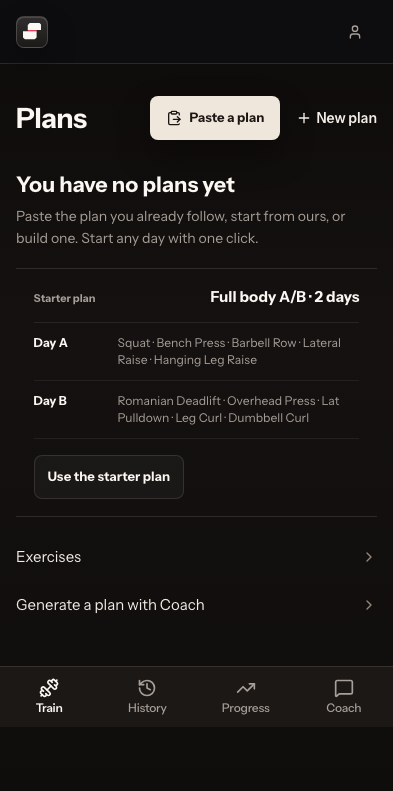 Plans
Paste a plan
New plan
You have no plans yet
Paste the plan you already follow, start from ours, or
build one. Start any day with one click.
Starter plan
Full body A/B · 2 days
Day A
Squat · Bench Press · Barbell Row · Lateral
Raise · Hanging Leg Raise
Day B
Romanian Deadlift · Overhead Press · Lat
Pulldown · Leg Curl · Dumbbell Curl
Use the starter plan
Exercises
Generate a plan with Coach
Train
History
Progress
Coach